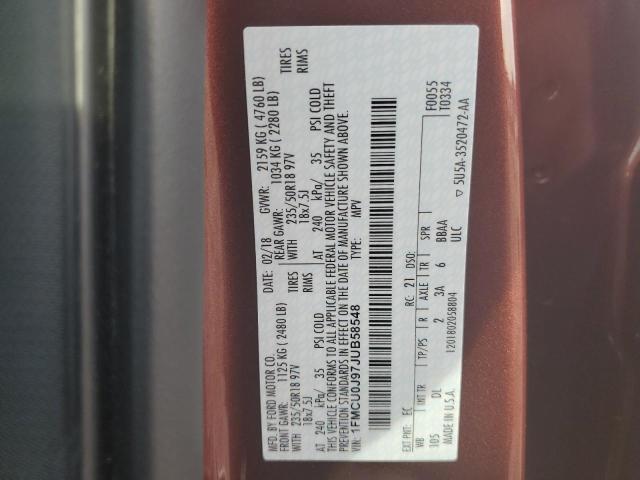 MFD. BY FORD MOTOR CO. DATE: 02/18 GVWR: 2159 KG ( 4760 LB)
FRONT GAWR: 1125 KG ( 2480 LB) REAR GAWR: 1034 KG ( 2280 LB)
WITH 235/50R18 97V TIRES WITH 235/50R18 97V TIRES
18x7.5J RIMS 18x7.5J RIMS
AT 240 kPa/ 35 PSI COLD AT 240 kPa/ 35 PSI COLD
THIS VEHICLE CONFORMS TO ALL APPLICABLE FEDERAL MOTOR VEHICLE SAFETY AND THEFT
PREVENTION STANDARDS IN EFFECT ON THE DATE OF MANUFACTURE SHOWN ABOVE.
VIN: 1FMCU0J97JUB58548 TYPE: MPV
F0055
T0334
EXT PNT: EC RC: 21 DSO:
WB INT TR TP/PS R AXLE TR SPR
105 DL 2 3A 6 BBAA
ULC
MADE IN U.S.A. 1201802058804
5U5A-3520472-AA